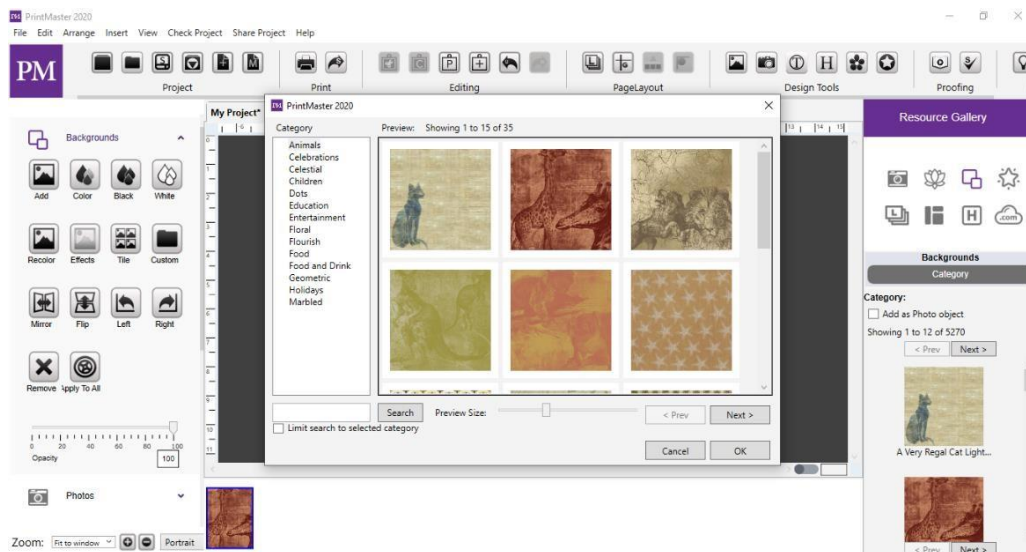 PM PrintMaster 2020
File Edit Arrange Insert View Check Project Share Project Help
PM
Project
Print
Editing
PageLayout
Design Tools
Proofing
My Project*
Backgrounds
Add Color Black White
Recolor Effects Tile Custom
Mirror Flip Left Right
Remove Apply To All
0 20 40 60 80 100
Opacity 100
Photos
Zoom: Fit to window Portrait
PM PrintMaster 2020
Category
Animals
Celebrations
Celestial
Children
Dots
Education
Entertainment
Floral
Flourish
Food
Food and Drink
Geometric
Holidays
Marbled
Preview: Showing 1 to 15 of 35
Search Preview Size: < Prev Next >
Limit search to selected category
Cancel OK
Resource Gallery
.com
Backgrounds
Category
Category:
Add as Photo object
Showing 1 to 12 of 5270
< Prev Next >
A Very Regal Cat Light...
< Prev Next >